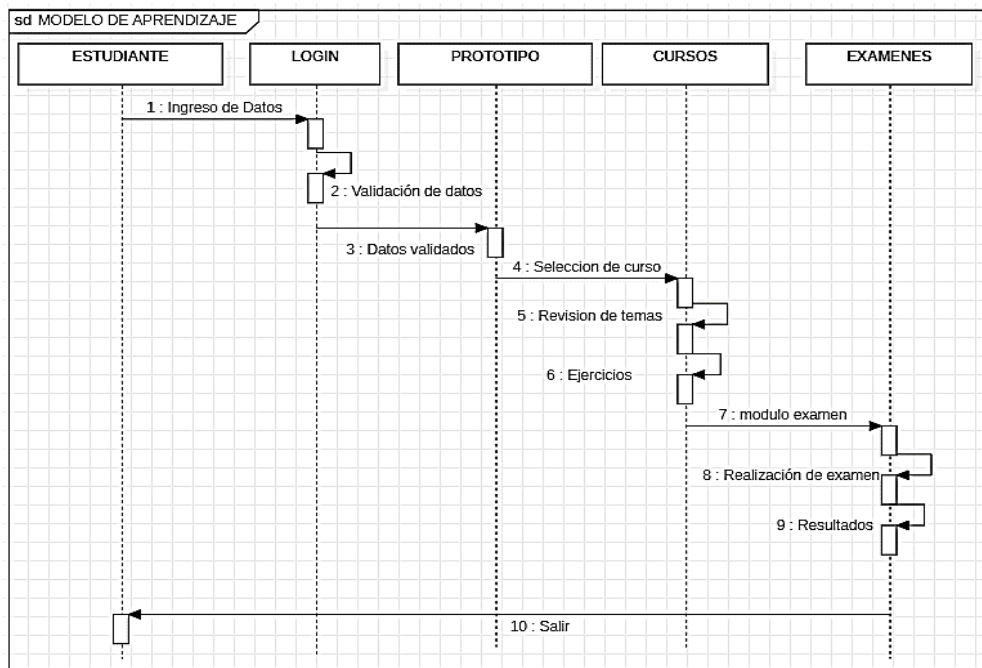 sd MODELO DE APRENDIZAJE
ESTUDIANTE
LOGIN
PROTOTIPO
CURSOS
EXAMENES
1 : Ingreso de Datos
2 : Validación de datos
3 : Datos validados
4 : Seleccion de curso
5 : Revision de temas
6 : Ejercicios
7 : modulo examen
8 : Realización de examen
9 : Resultados
10 : Salir